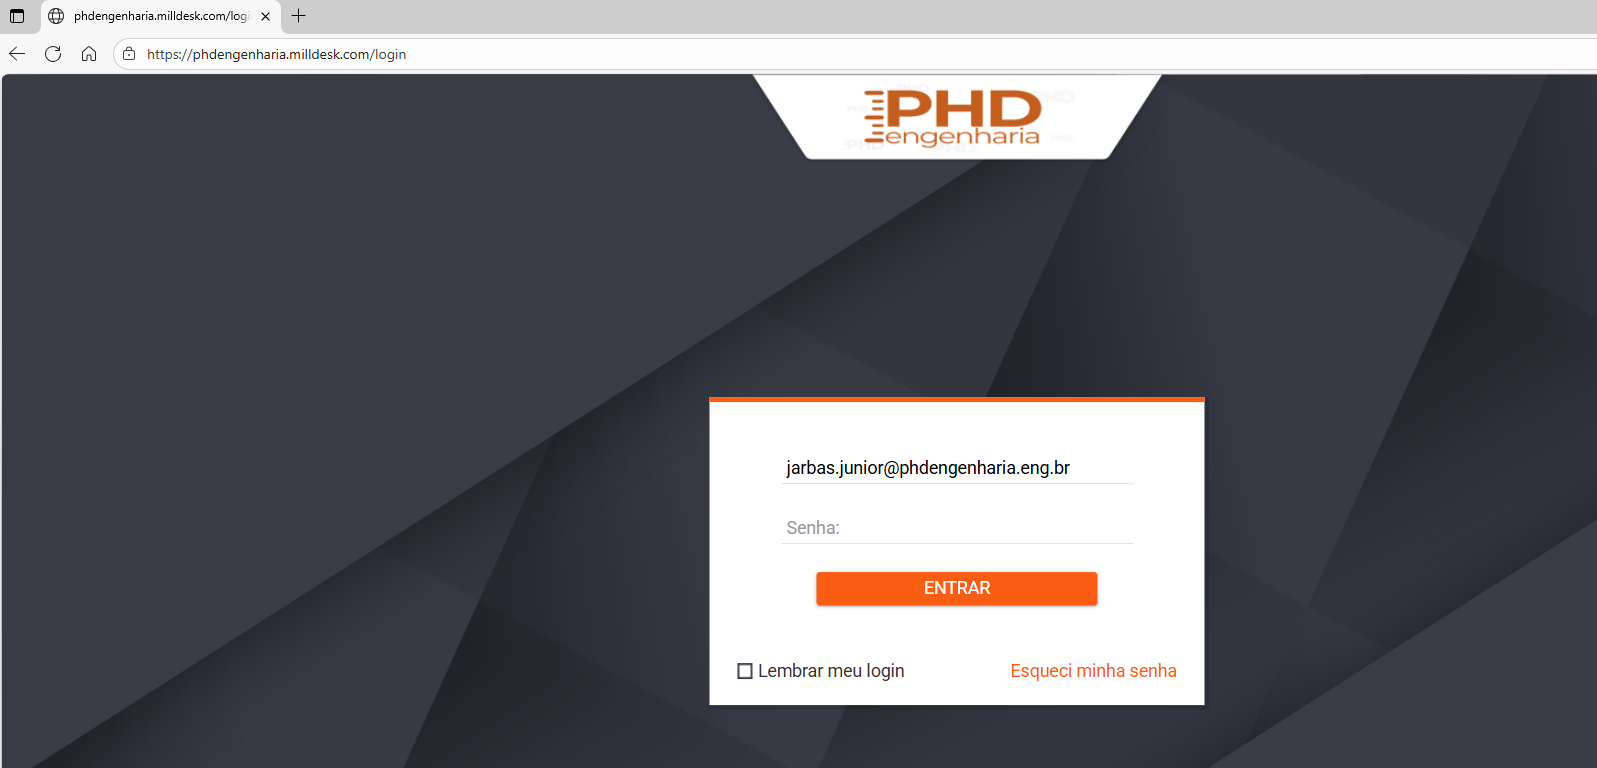 phdengenharia.milldesk.com/logi
https://phdengenharia.milldesk.com/login
PHD
engenharia
jarbas.junior@phdengenharia.eng.br
Senha:
ENTRAR
Lembrar meu login
Esqueci minha senha